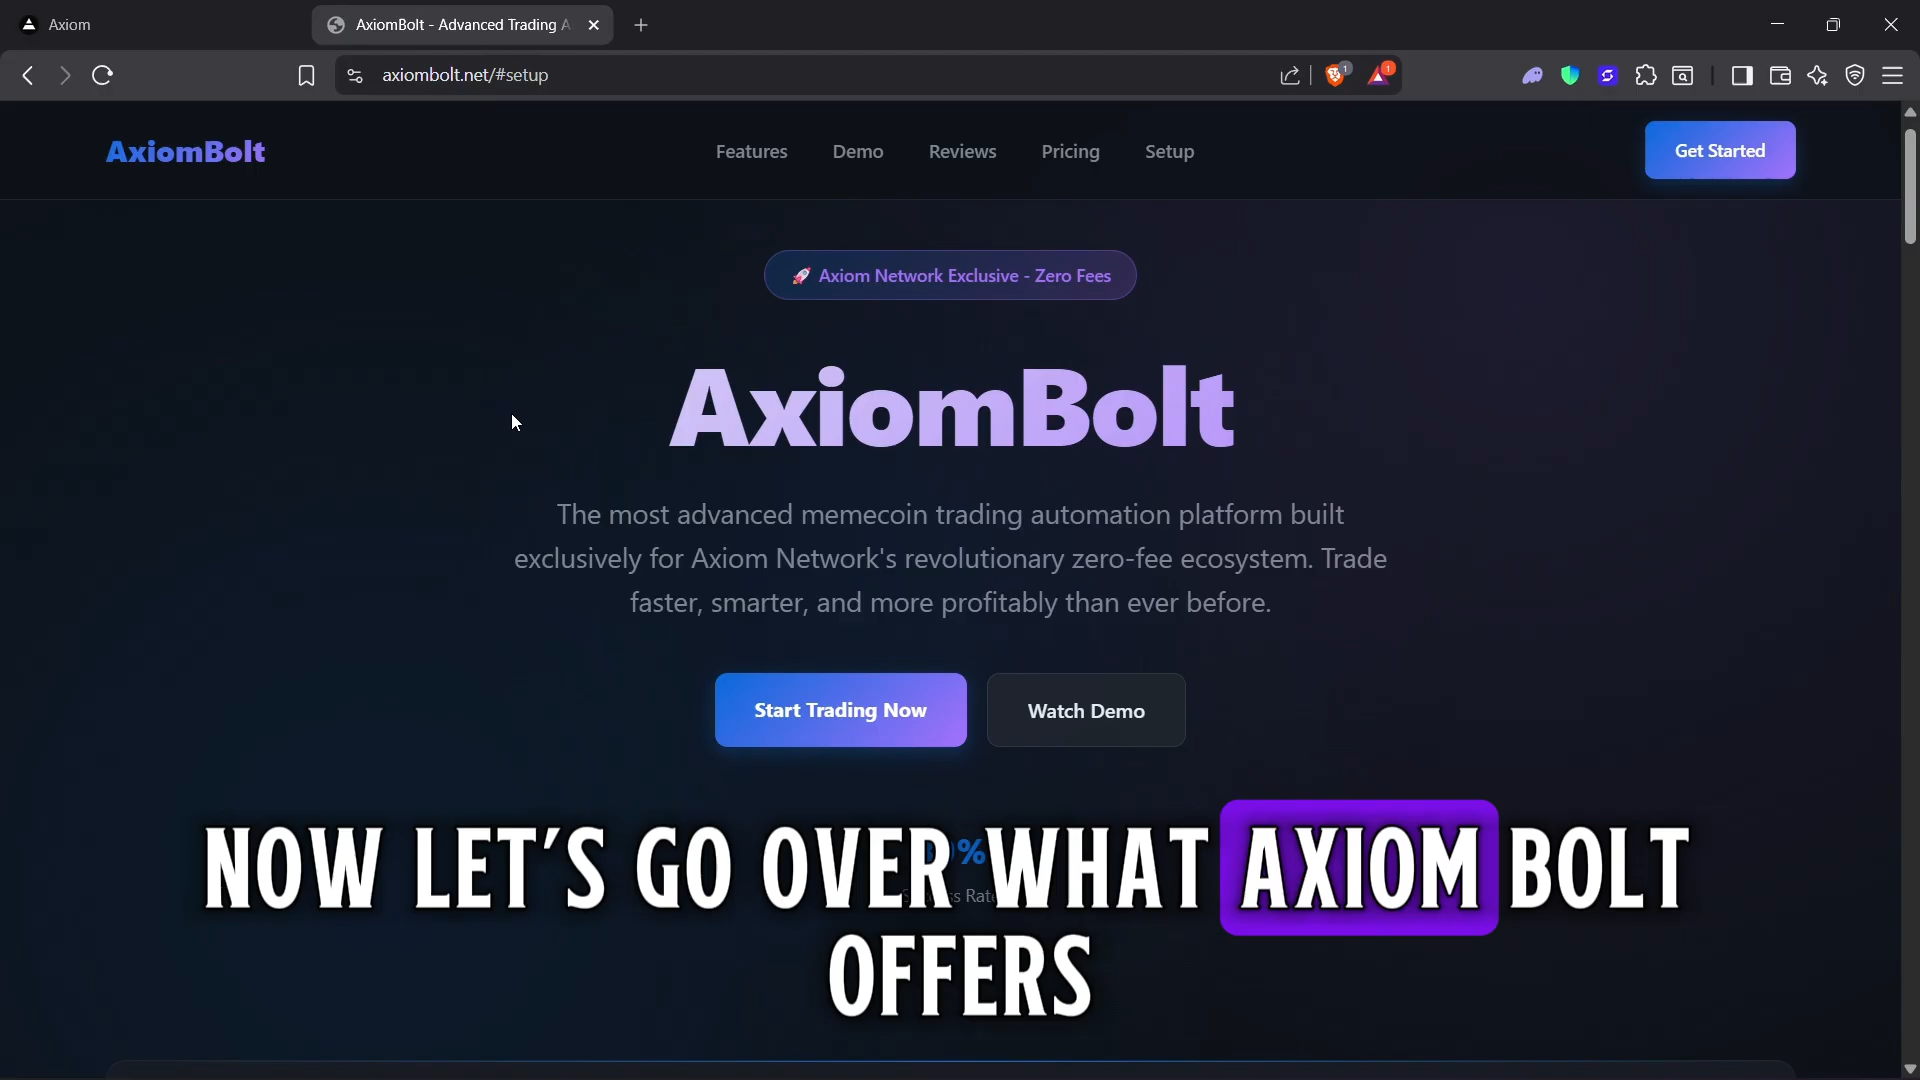 Axiom
AxiomBolt - Advanced Trading A
axiombolt.net/#setup
1
1
AxiomBolt
Features
Demo
Reviews
Pricing
Setup
Get Started
🚀 Axiom Network Exclusive - Zero Fees
AxiomBolt
The most advanced memecoin trading automation platform built
exclusively for Axiom Network's revolutionary zero-fee ecosystem. Trade
faster, smarter, and more profitably than ever before.
Start Trading Now
Watch Demo
NOW LET'S GO OVER WHAT AXIOM BOLT
OFFERS